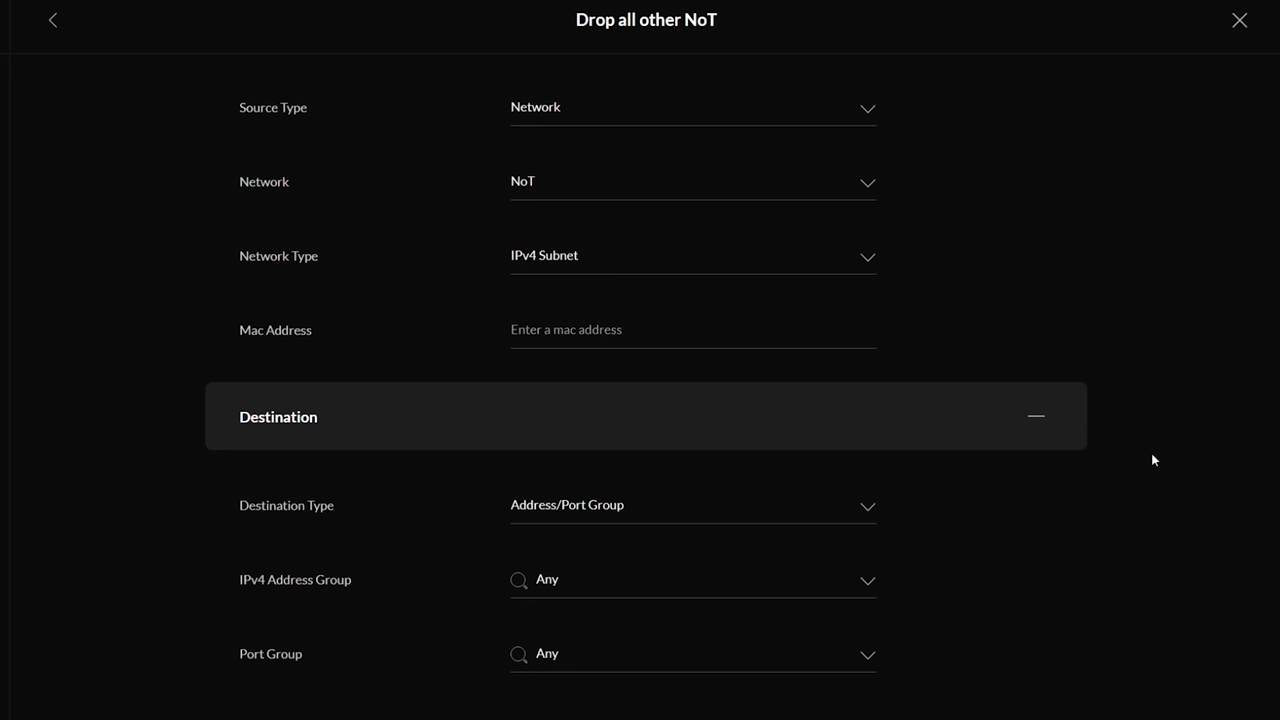 Drop all other NoT
Source Type Network
Network NoT
Network Type IPv4 Subnet
Mac Address Enter a mac address
Destination
Destination Type Address/Port Group
IPv4 Address Group Any
Port Group Any